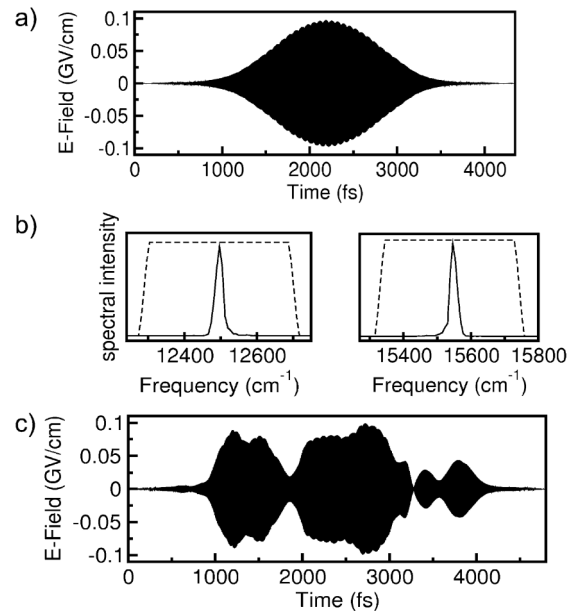 a)
E-Field (GV/cm)
0.1
0.05
0
-0.05
-0.1
0 1000 2000 3000 4000
Time (fs)
b)
spectral intensity
12400 12600
15400 15600 15800
Frequency (cm-1)
Frequency (cm-1)
c)
E-Field (GV/cm)
0.1
0.05
0
-0.05
-0.1
0 1000 2000 3000 4000
Time (fs)